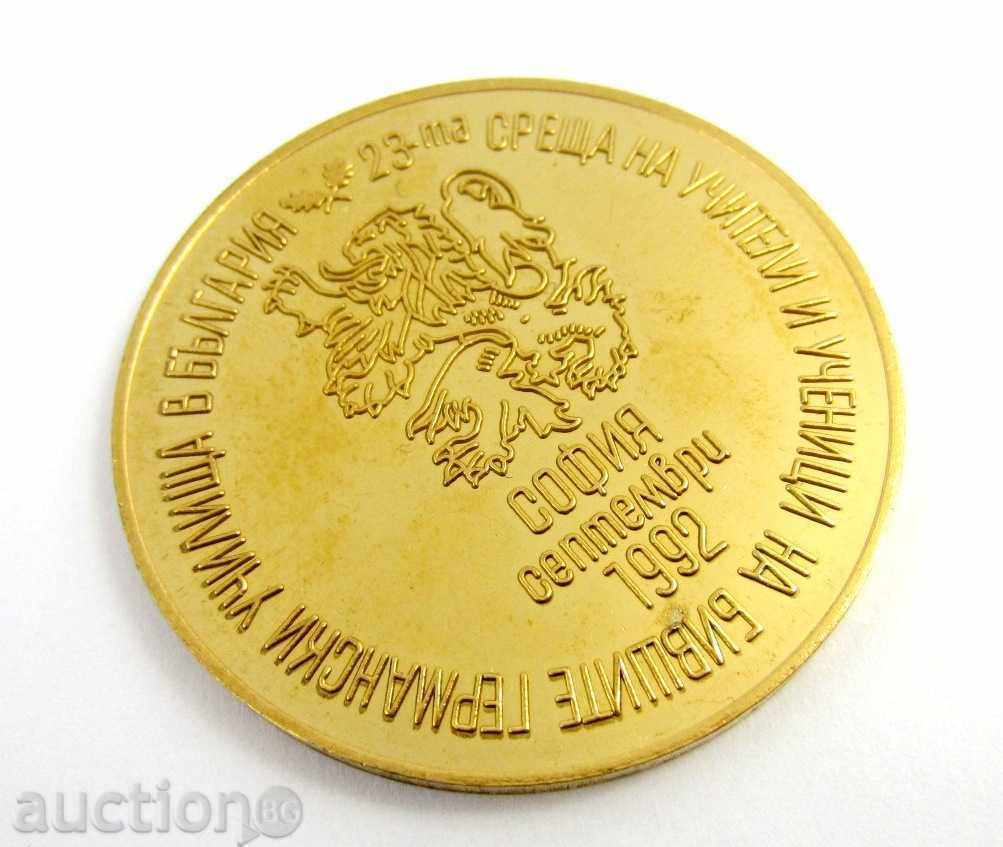 23-та СРЕЩА НА УЧИТЕЛИ И УЧЕНИЦИ НА БИВШИТЕ ГЕРМАНСКИ УЧИЛИЩА В БЪЛГАРИЯ
СОФИЯ
септември
1992
auction BG